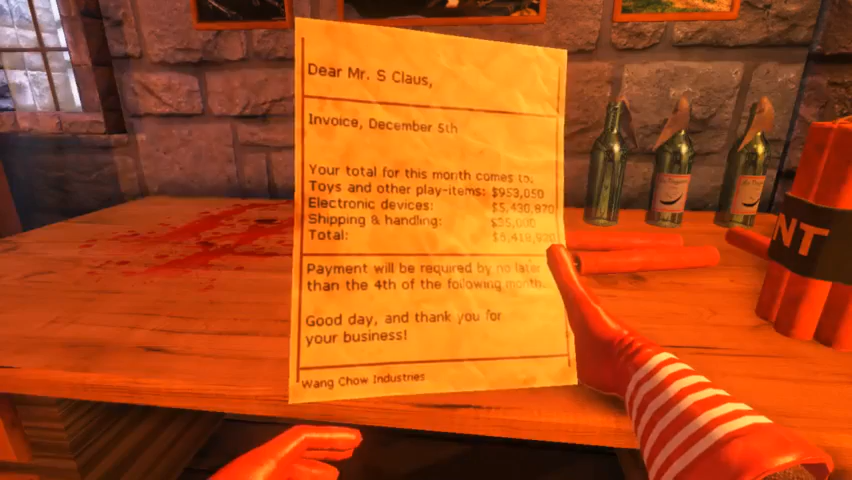 Dear Mr. S Claus,
Invoice, December 5th
Your total for this month comes to:
Toys and other play-items: $953,050
Electronic devices: $5,430,870
Shipping & handling: $35,000
Total: $6,418,920
Payment will be required by no later
than the 4th of the following month.
Good day, and thank you for
your business!
Wang Chow Industries
NT